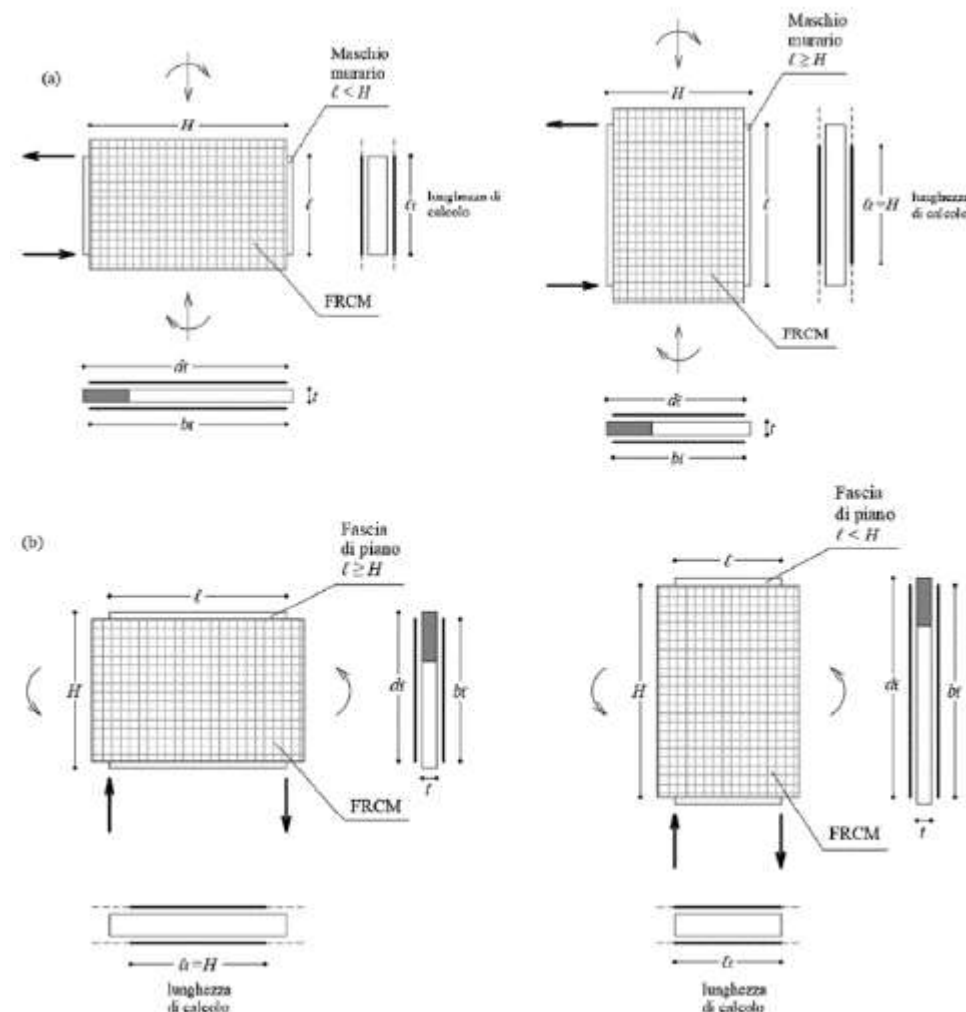 (a)
Maschio
murario
ℓ < H
H
ℓ
ℓt
lunghezza di
calcolo
FRCM
dt
t
bt
Maschio
murario
ℓ ≥ H
H
ℓ
ℓt=H
lunghezza
di calcolo
FRCM
dt
t
bt
(b)
Fascia
di piano
ℓ ≥ H
ℓ
H
dt
bt
t
FRCM
ℓt=H
lunghezza
di calcolo
Fascia
di piano
ℓ < H
ℓ
H
dt
bt
t
FRCM
ℓt
lunghezza
di calcolo